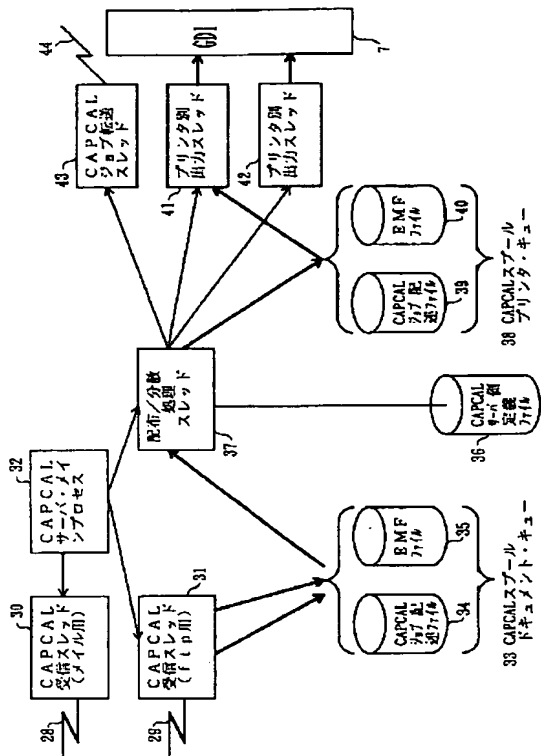 28
30
CAPCAL
受信スレッド
(メイル用)
32
CAPCAL
サーバ・メイ
ンプロセス
29
31
CAPCAL
受信スレッド
(ftp用)
34
CAPCAL
ジョブ 記
述ファイル
35
EMF
ファイル
33 CAPCALスプール
ドキュメント・キュー
37
配布/分散
処理
スレッド
36
CAPCAL
サーバ 側
定義
ファイル
39
CAPCAL
ジョブ 記
述ファイル
40
EMF
ファイル
38 CAPCALスプール
プリンタ・キュー
43
CAPCAL
ジョブ転送
スレッド
44
41
プリンタ別
出力スレッド
42
プリンタ別
出力スレッド
GDI
7